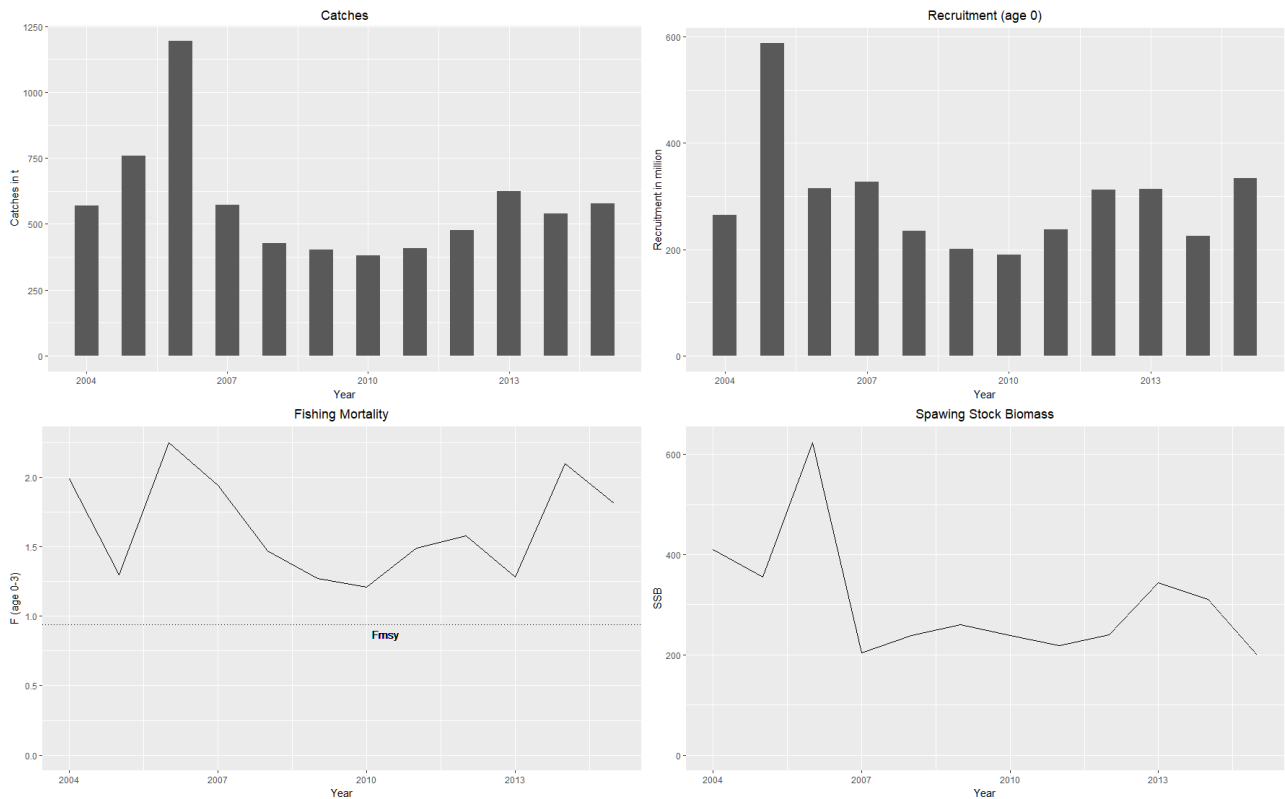 Catches
1250
1000
750
500
250
0
Catches in t
2004 2007 2010 2013
Year
Recruitment (age 0)
600
400
200
0
Recruitment in million
2004 2007 2010 2013
Year
Fishing Mortality
2.0
1.5
1.0
0.5
0.0
F (age 0-3)
Fmsy
2004 2007 2010 2013
Year
Spawing Stock Biomass
600
400
200
0
SSB
2004 2007 2010 2013
Year